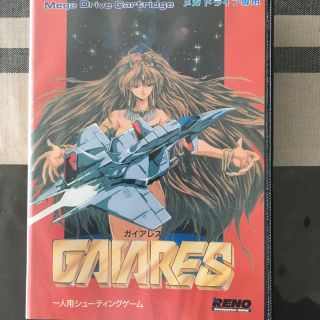 Mega Drive Cartridge
メガドライブ専用
ガイアレス
GAIARES
一人用シューティングゲーム
RENO